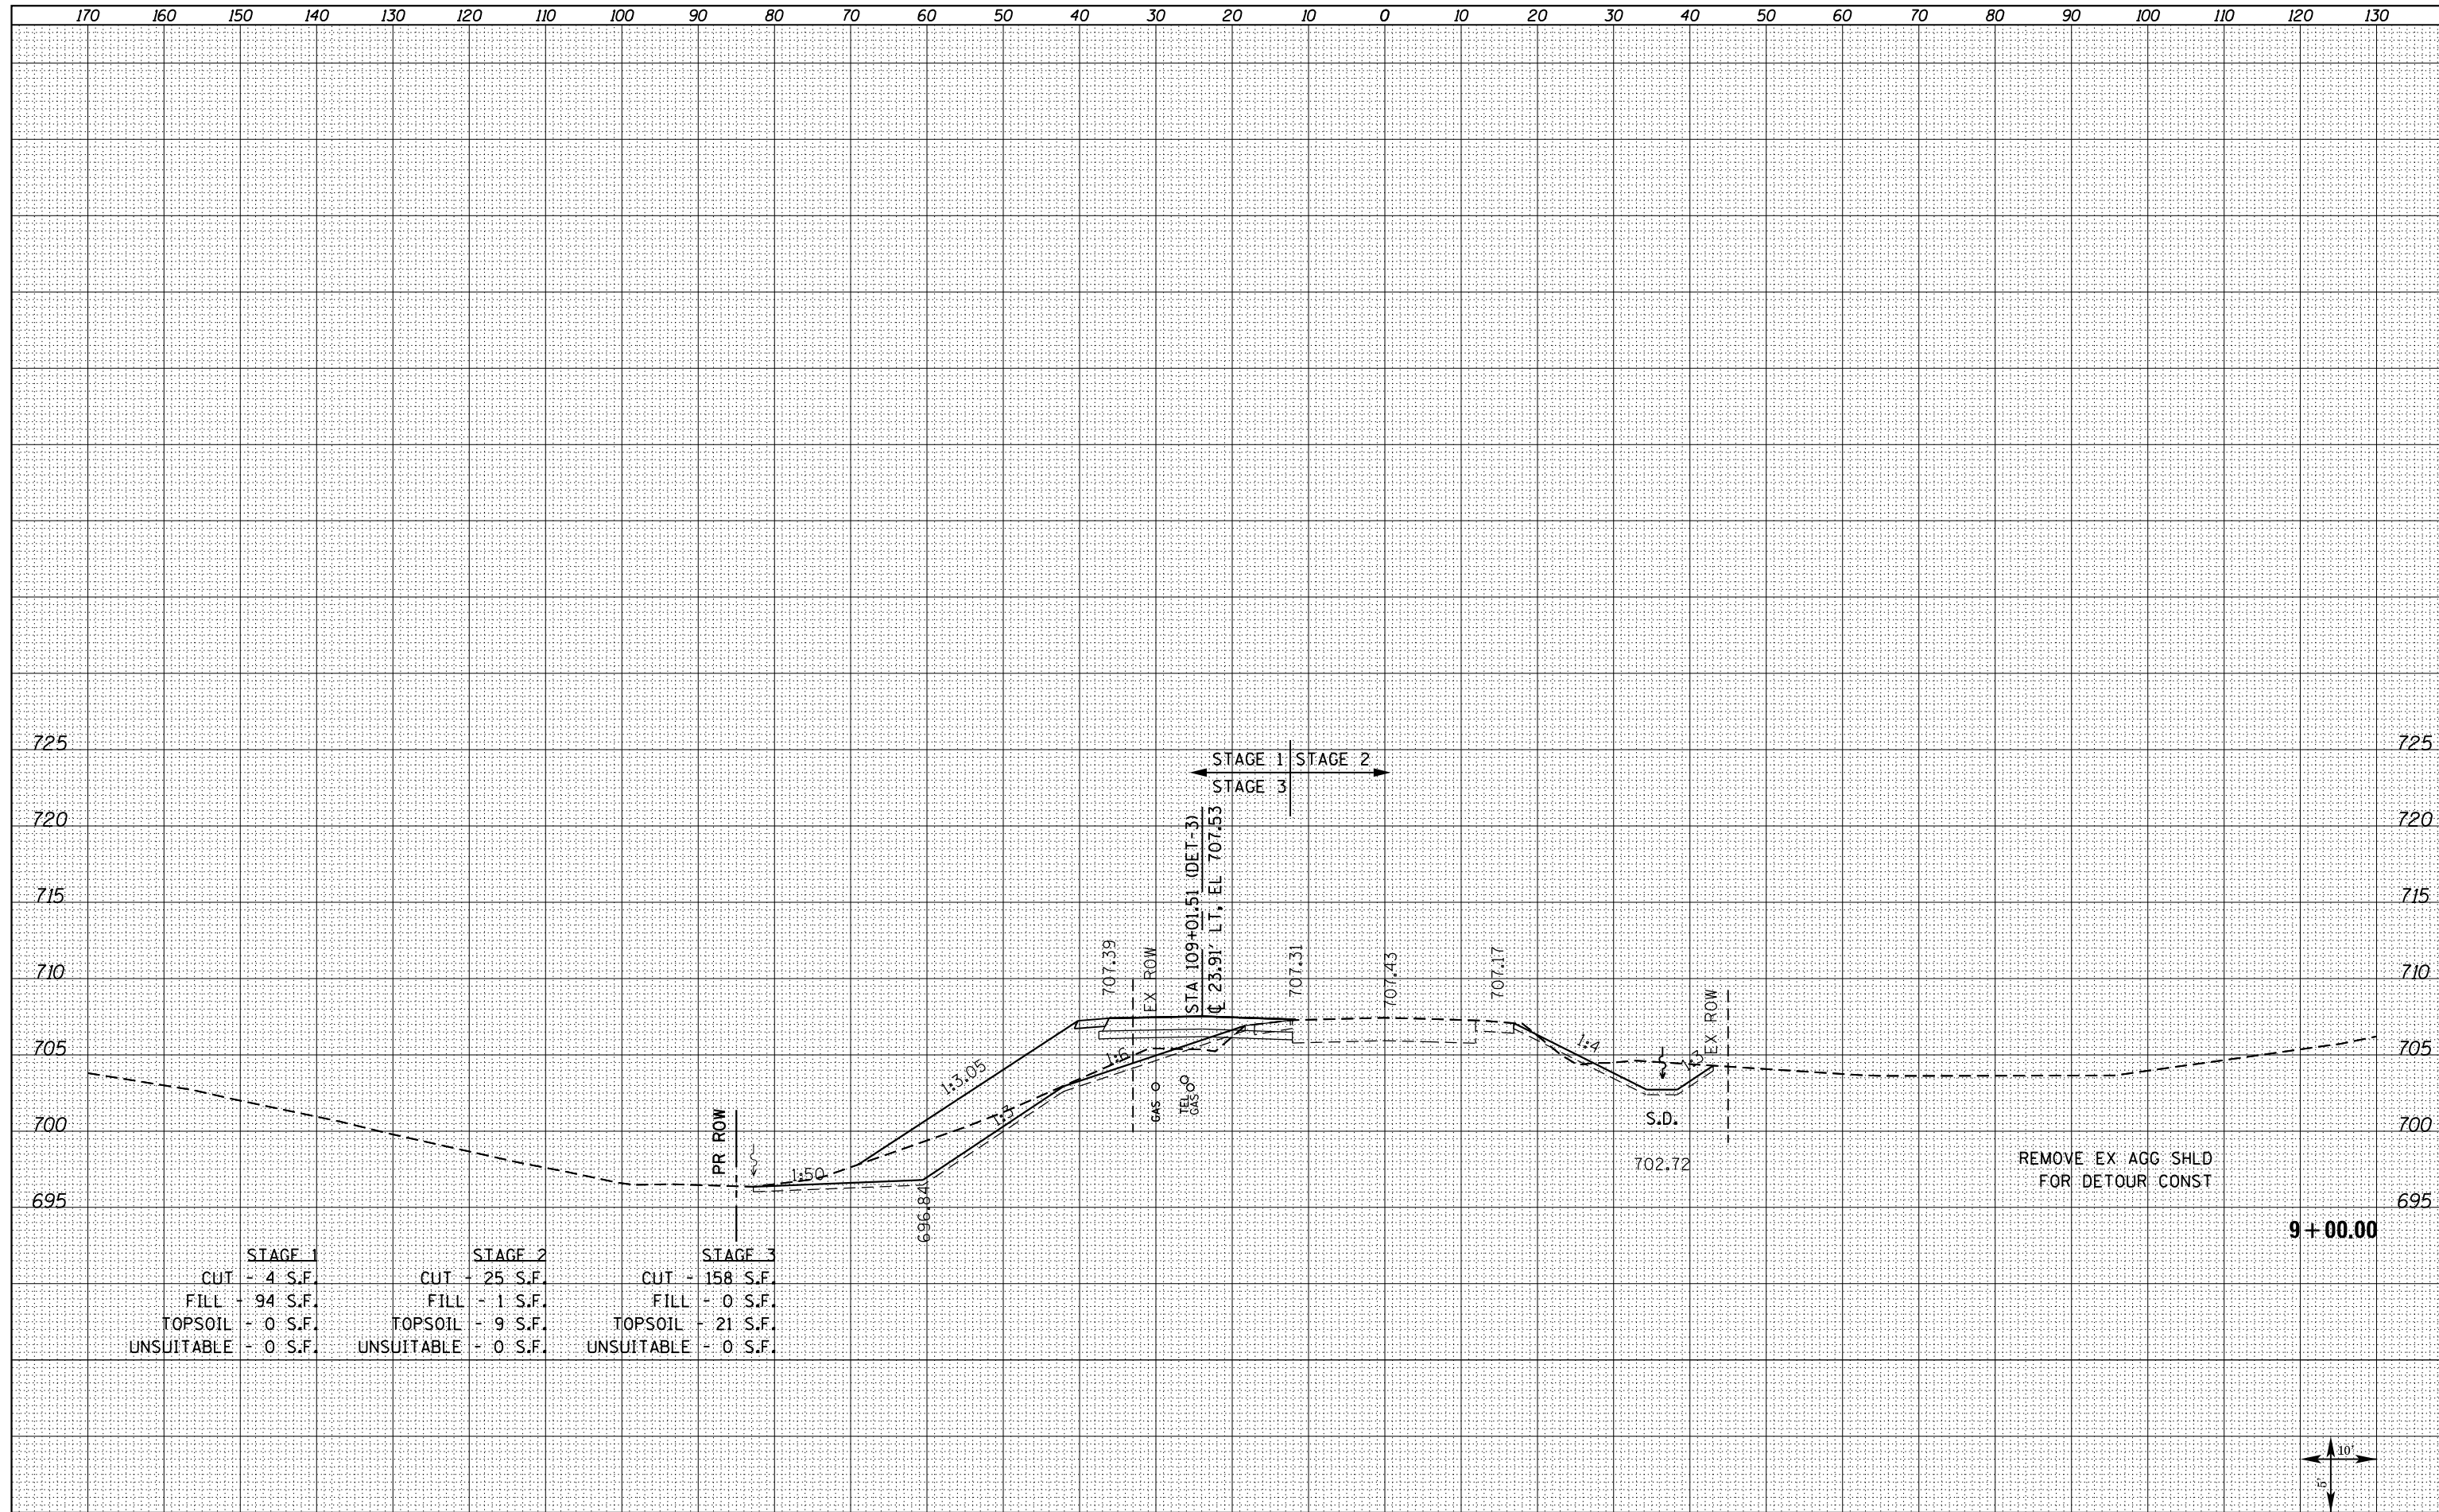 170 160 150 140 130 120 110 100 90 80 70 60 50 40 30 20 10 0 10 20 30 40 50 60 70 80 90 100 110 120 130
725 725
STAGE 1 STAGE 2
STAGE 3
720 720
STA 109+01.51 (DET-3)
℄ 23.91' LT, EL 707.53
715 715
710 710
707.39
EX ROW
707.31
707.43
707.17
EX ROW
705 705
1:3.05
1:6
1:3
1:4
1:3
GAS
TEL
GAS
S.D.
702.72
700 700
PR ROW
1:50
696.84
695 695
REMOVE EX AGG SHLD
FOR DETOUR CONST
9+00.00
STAGE 1 STAGE 2 STAGE 3
CUT - 4 S.F. CUT - 25 S.F. CUT - 158 S.F.
FILL - 94 S.F. FILL - 1 S.F. FILL - 0 S.F.
TOPSOIL - 0 S.F. TOPSOIL - 9 S.F. TOPSOIL - 21 S.F.
UNSUITABLE - 0 S.F. UNSUITABLE - 0 S.F. UNSUITABLE - 0 S.F.
10'
5'